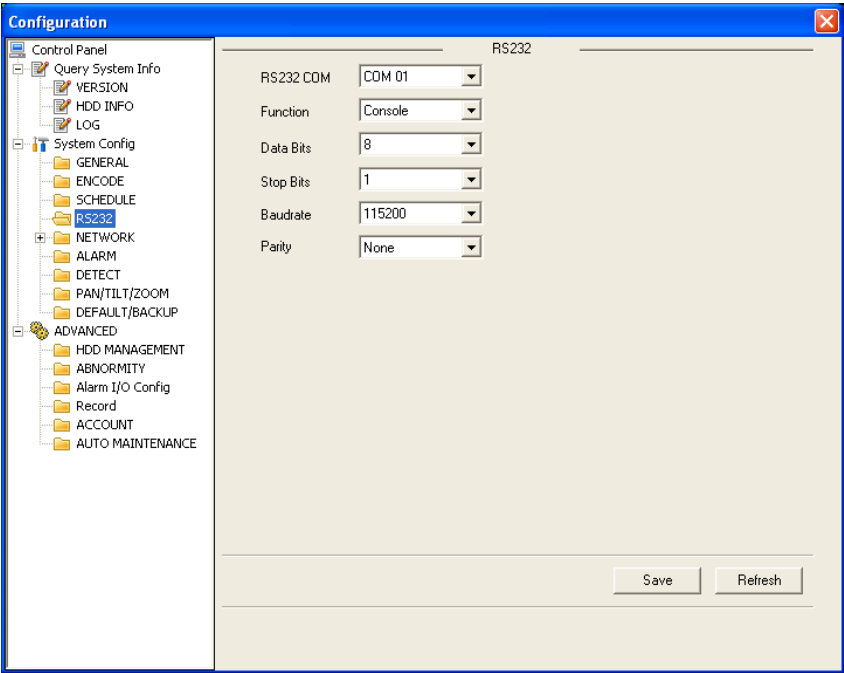 Configuration
Control Panel
Query System Info
VERSION
HDD INFO
LOG
System Config
GENERAL
ENCODE
SCHEDULE
RS232
NETWORK
ALARM
DETECT
PAN/TILT/ZOOM
DEFAULT/BACKUP
ADVANCED
HDD MANAGEMENT
ABNORMITY
Alarm I/O Config
Record
ACCOUNT
AUTO MAINTENANCE
RS232
RS232 COM COM 01
Function Console
Data Bits 8
Stop Bits 1
Baudrate 115200
Parity None
Save Refresh